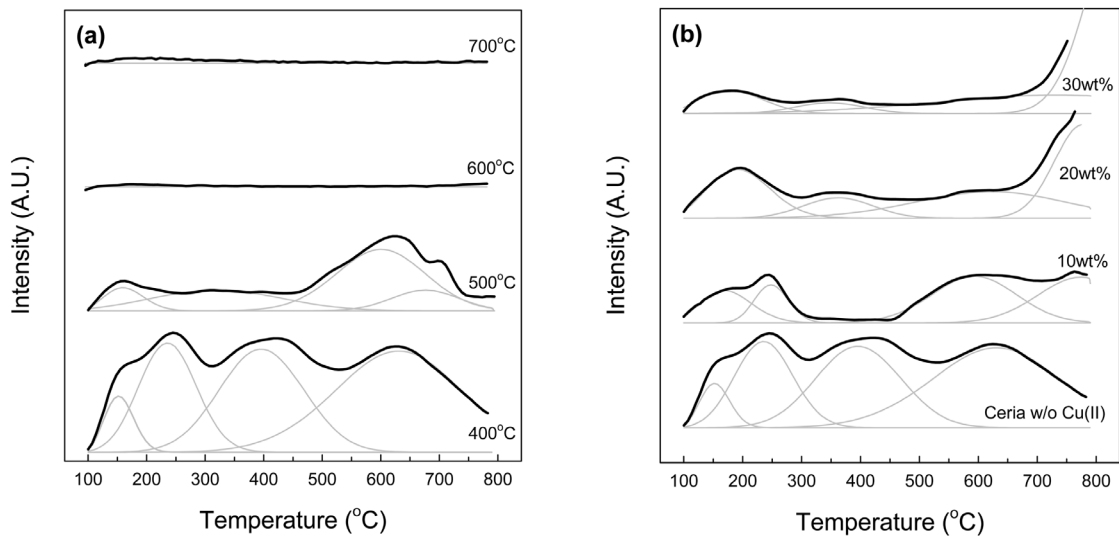 (a)
700°C
600°C
500°C
400°C
Intensity (A.U.)
100 200 300 400 500 600 700 800
Temperature (°C)
(b)
30wt%
20wt%
10wt%
Ceria w/o Cu(II)
Intensity (A.U.)
100 200 300 400 500 600 700 800
Temperature (°C)